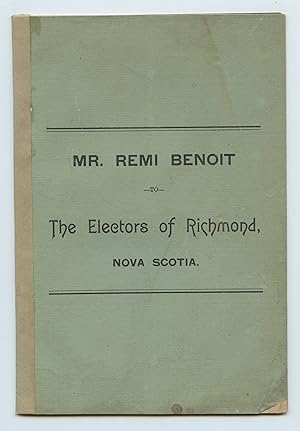 MR. REMI BENOIT
—TO—
The Electors of Richmond,
NOVA SCOTIA.